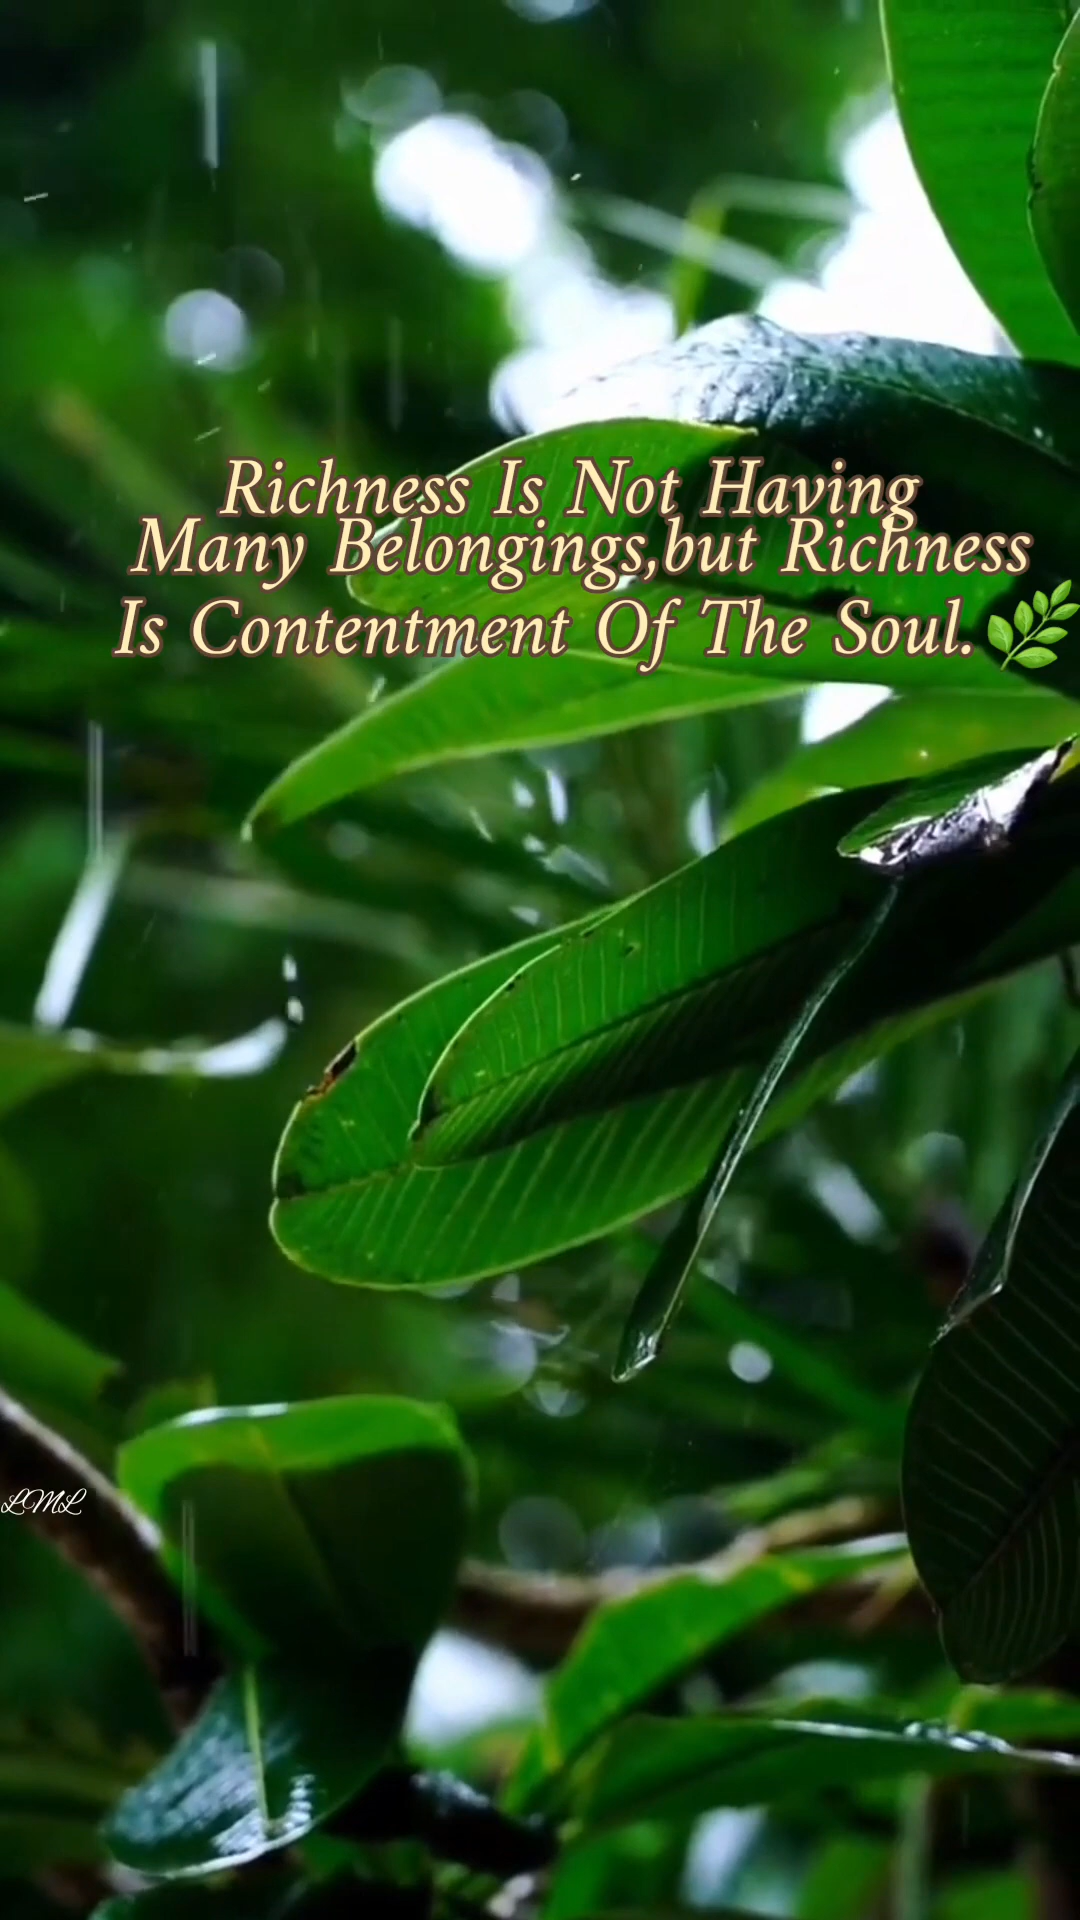 Richness Is Not Having
Many Belongings,but Richness
Is Contentment Of The Soul.🌿
LML